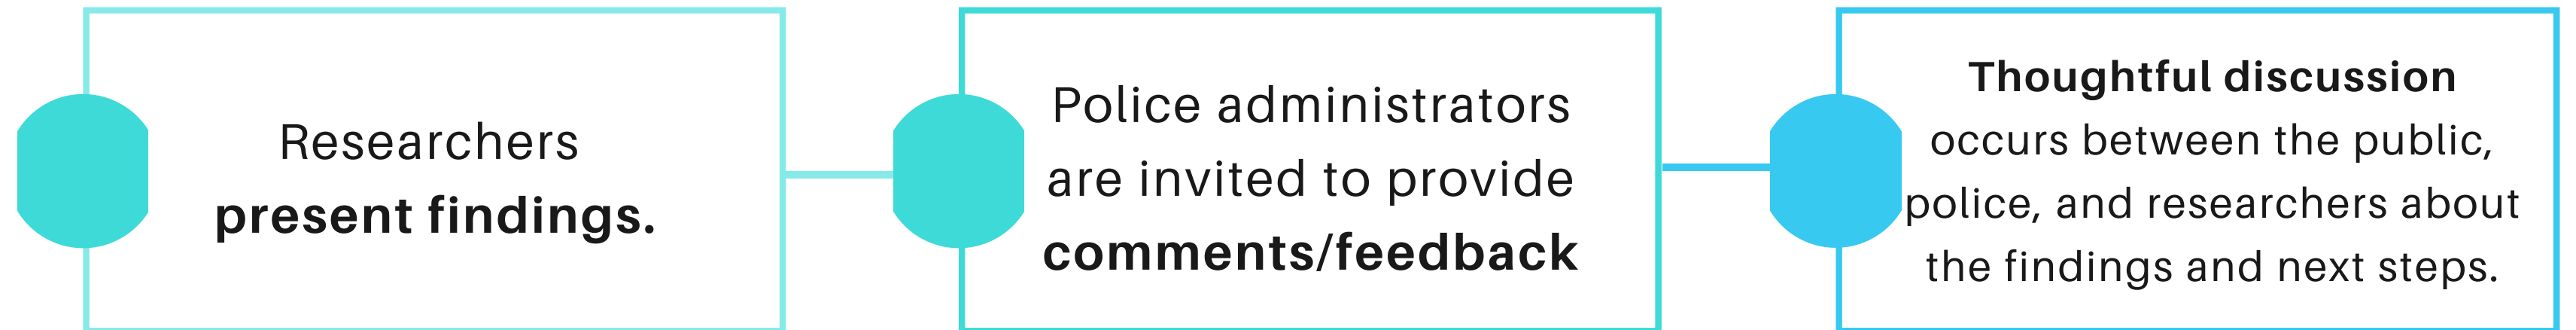 Researchers
present findings.
Police administrators
are invited to provide
comments/feedback
Thoughtful discussion
occurs between the public,
police, and researchers about
the findings and next steps.